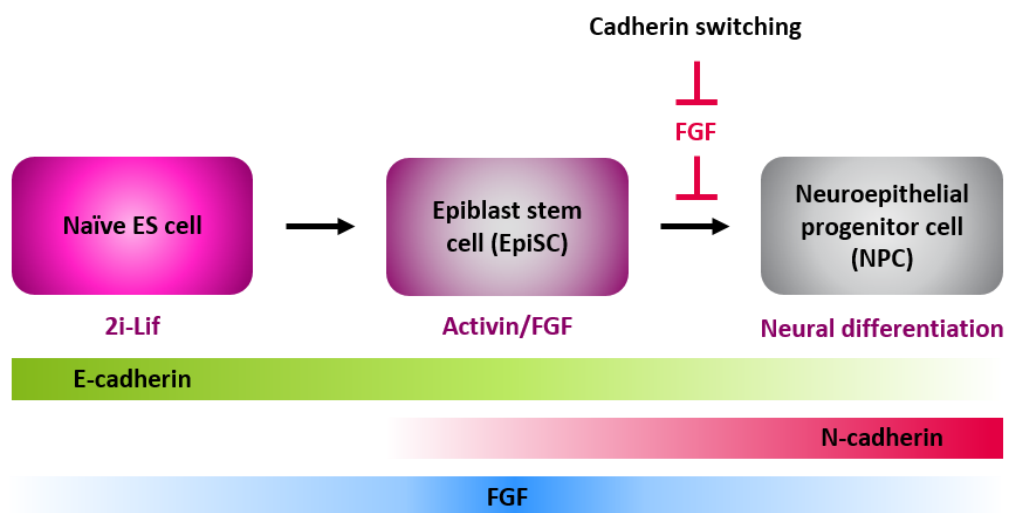 Cadherin switching
FGF
Naïve ES cell
Epiblast stem
cell (EpiSC)
Neuroepithelial
progenitor cell
(NPC)
2i-Lif
Activin/FGF
Neural differentiation
E-cadherin
N-cadherin
FGF